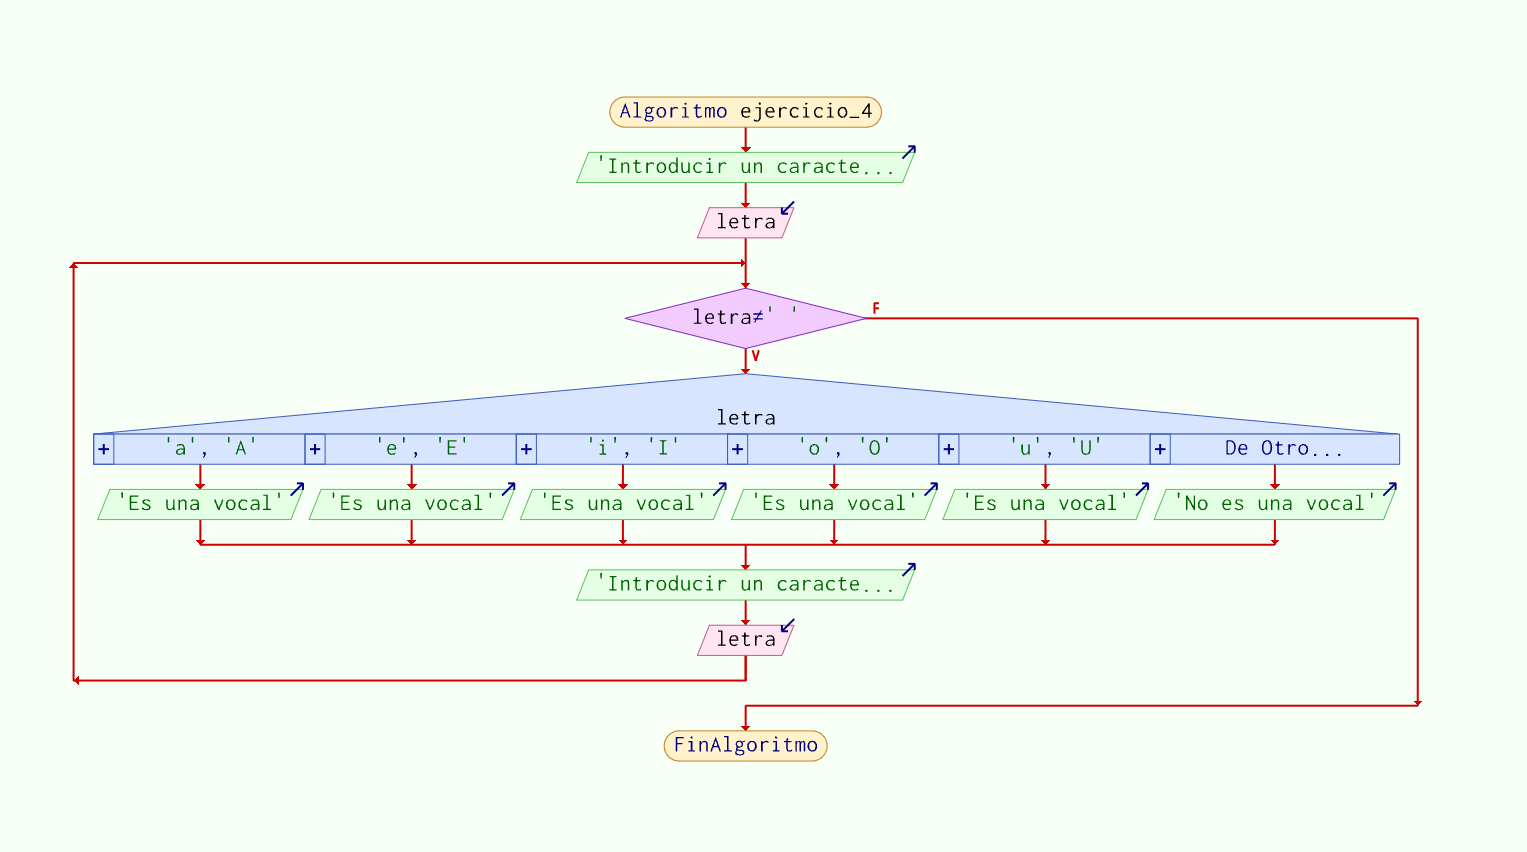 Algoritmo ejercicio_4
'Introducir un caracte...
letra
letra≠' '
F
V
letra
+ 'a', 'A' + 'e', 'E' + 'i', 'I' + 'o', 'O' + 'u', 'U' + De Otro...
'Es una vocal' 'Es una vocal' 'Es una vocal' 'Es una vocal' 'Es una vocal' 'No es una vocal'
'Introducir un caracte...
letra
FinAlgoritmo